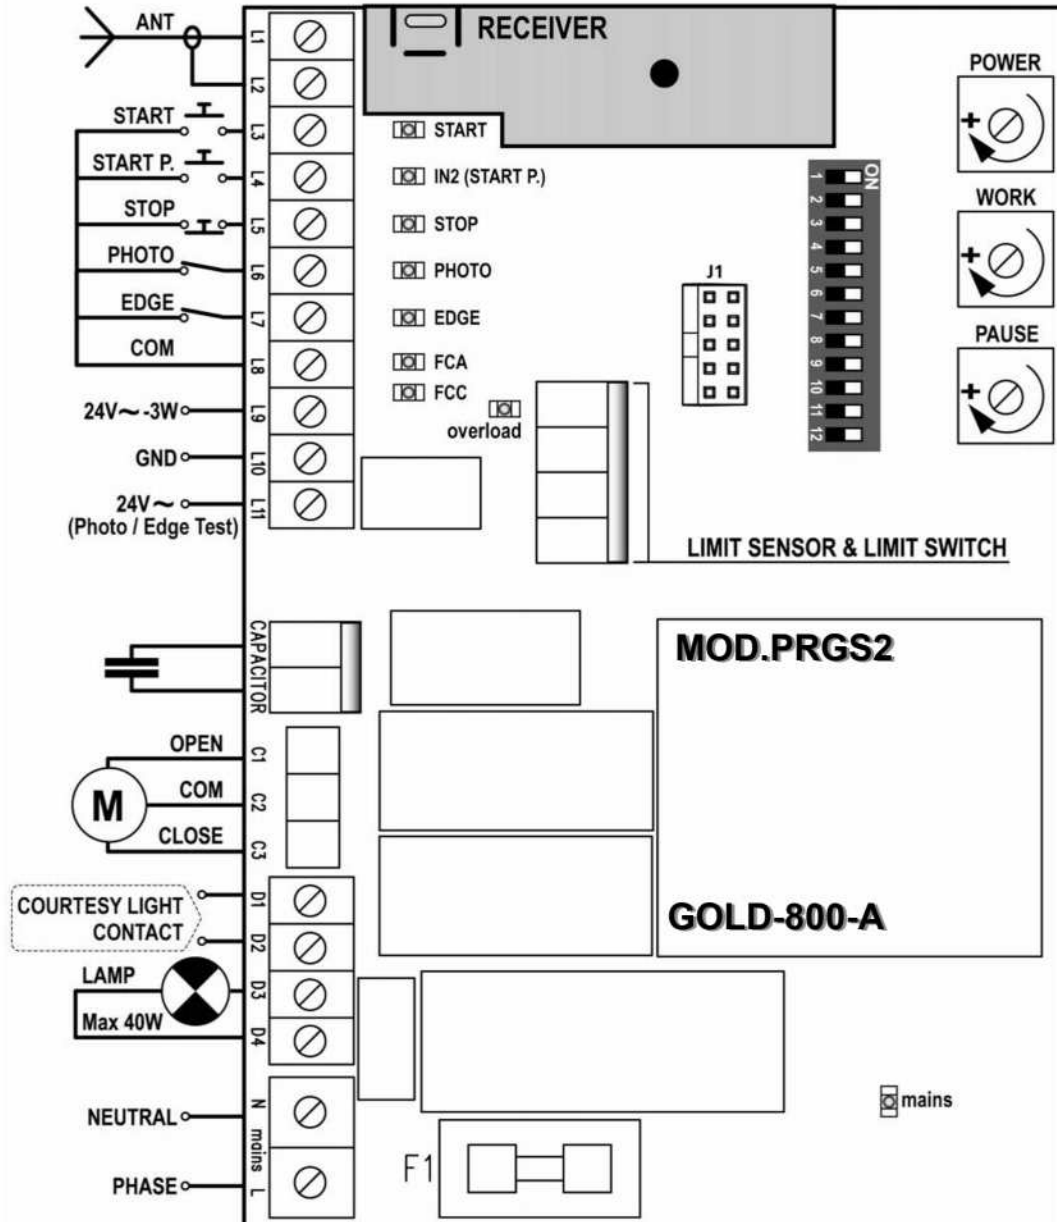 ANT
L1
RECEIVER
POWER
+
L2
START
L3
START
START P.
L4
IN2 (START P.)
ON
1
2
3
4
5
6
7
8
9
10
11
12
WORK
+
STOP
L5
STOP
PHOTO
L6
PHOTO
J1
EDGE
L7
EDGE
PAUSE
+
COM
L8
FCA
FCC
24V～-3W
L9
overload
GND
L10
24V～
(Photo / Edge Test)
L11
LIMIT SENSOR & LIMIT SWITCH
CAPACITOR
MOD.PRGS2
OPEN
C1
M
COM
C2
CLOSE
C3
COURTESY LIGHT
CONTACT
D1
D2
GOLD-800-A
LAMP
D3
Max 40W
D4
NEUTRAL
N
mains
mains
F1
PHASE
L